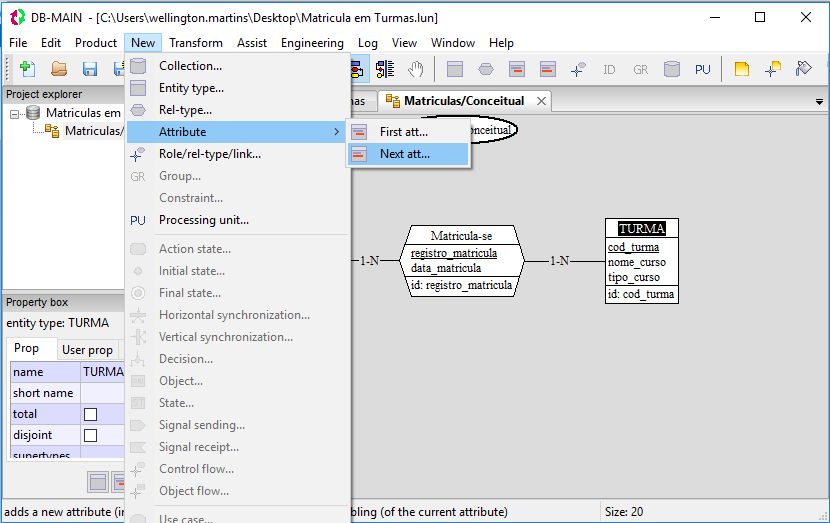 DB-MAIN - [C:\Users\wellington.martins\Desktop\Matricula em Turmas.lun]
File Edit Product New Transform Assist Engineering Log View Window Help
ID GR PU
Project explorer
Matriculas em
Matriculas/
Matriculas/Conceitual
Collection...
Entity type...
Rel-type...
Attribute
First att...
Next att...
Role/rel-type/link...
GR Group...
Constraint...
PU Processing unit...
Action state...
Initial state...
Final state...
Horizontal synchronization...
Vertical synchronization...
Decision...
Object...
State...
Signal sending...
Signal receipt...
Control flow...
Object flow...
Use case...
onceitual
1-N
Matricula-se
registro_matricula
data_matricula
id: registro_matricula
1-N
TURMA
cod_turma
nome_curso
tipo_curso
id: cod_turma
Property box
entity type: TURMA
Prop User prop
name TURMA
short name
total
disjoint
supertypes
adds a new attribute (in
bling (of the current attribute)
Size: 20